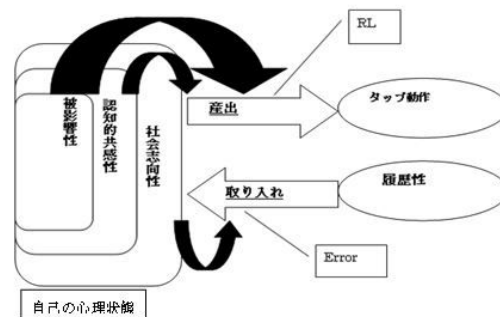 RL
産出
タップ動作
被影響性
認知的共感性
社会志向性
取り入れ
履歴性
Error
自己の心理状態